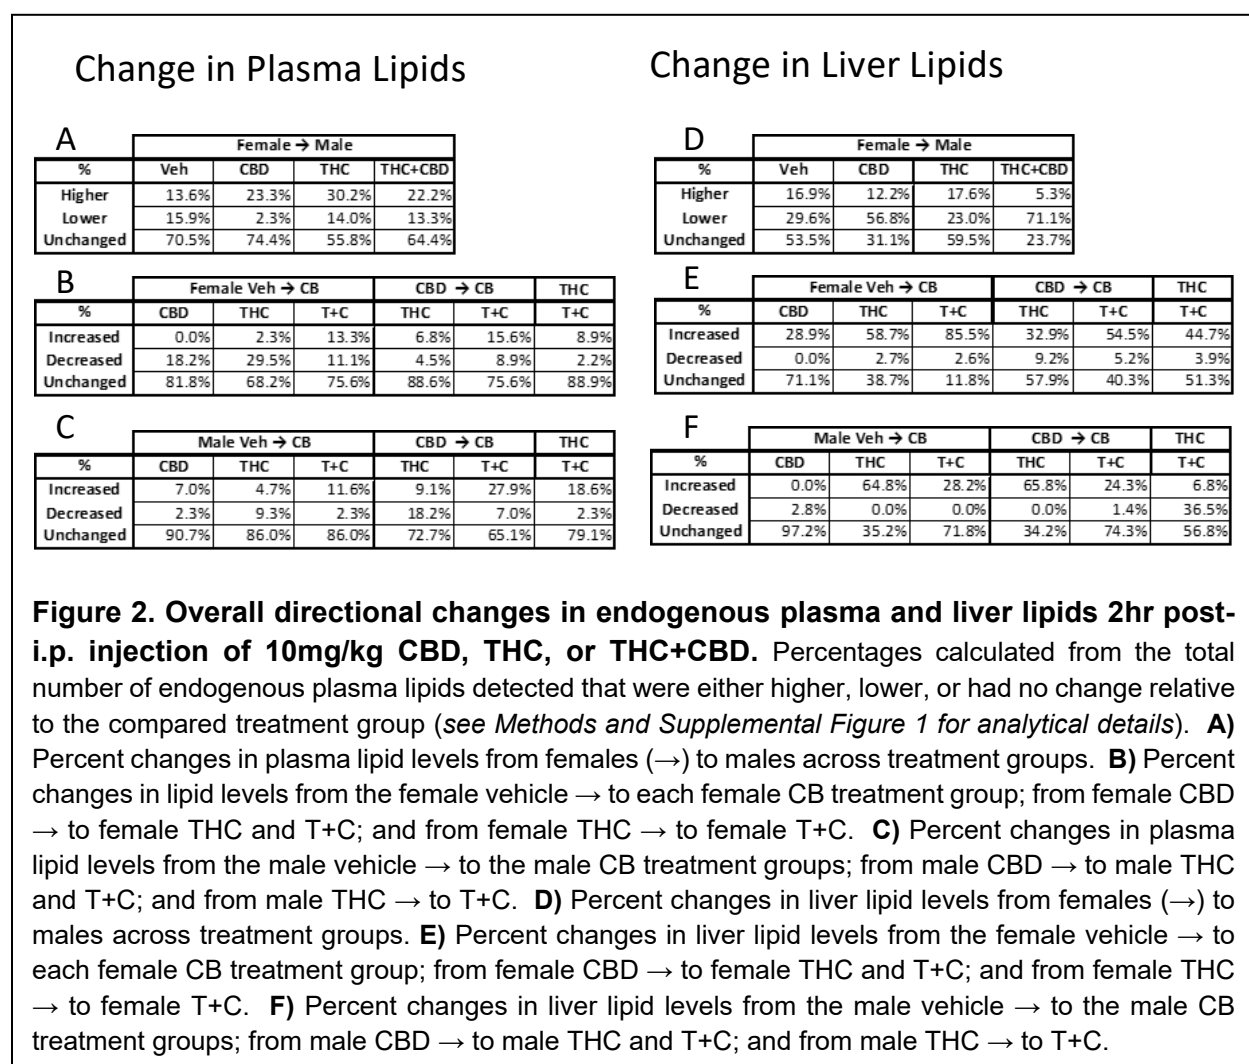 Change in Plasma Lipids
A
Female → Male
% Veh CBD THC THC+CBD
Higher 13.6% 23.3% 30.2% 22.2%
Lower 15.9% 2.3% 14.0% 13.3%
Unchanged 70.5% 74.4% 55.8% 64.4%
B
Female Veh → CB CBD → CB THC
% CBD THC T+C THC T+C T+C
Increased 0.0% 2.3% 13.3% 6.8% 15.6% 8.9%
Decreased 18.2% 29.5% 11.1% 4.5% 8.9% 2.2%
Unchanged 81.8% 68.2% 75.6% 88.6% 75.6% 88.9%
C
Male Veh → CB CBD → CB THC
% CBD THC T+C THC T+C T+C
Increased 7.0% 4.7% 11.6% 9.1% 27.9% 18.6%
Decreased 2.3% 9.3% 2.3% 18.2% 7.0% 2.3%
Unchanged 90.7% 86.0% 86.0% 72.7% 65.1% 79.1%
Change in Liver Lipids
D
Female → Male
% Veh CBD THC THC+CBD
Higher 16.9% 12.2% 17.6% 5.3%
Lower 29.6% 56.8% 23.0% 71.1%
Unchanged 53.5% 31.1% 59.5% 23.7%
E
Female Veh → CB CBD → CB THC
% CBD THC T+C THC T+C T+C
Increased 28.9% 58.7% 85.5% 32.9% 54.5% 44.7%
Decreased 0.0% 2.7% 2.6% 9.2% 5.2% 3.9%
Unchanged 71.1% 38.7% 11.8% 57.9% 40.3% 51.3%
F
Male Veh → CB CBD → CB THC
% CBD THC T+C THC T+C T+C
Increased 0.0% 64.8% 28.2% 65.8% 24.3% 6.8%
Decreased 2.8% 0.0% 0.0% 0.0% 1.4% 36.5%
Unchanged 97.2% 35.2% 71.8% 34.2% 74.3% 56.8%
Figure 2. Overall directional changes in endogenous plasma and liver lipids 2hr post-
i.p. injection of 10mg/kg CBD, THC, or THC+CBD. Percentages calculated from the total
number of endogenous plasma lipids detected that were either higher, lower, or had no change relative
to the compared treatment group (see Methods and Supplemental Figure 1 for analytical details). A)
Percent changes in plasma lipid levels from females (→) to males across treatment groups. B) Percent
changes in lipid levels from the female vehicle → to each female CB treatment group; from female CBD
→ to female THC and T+C; and from female THC → to female T+C. C) Percent changes in plasma
lipid levels from the male vehicle → to the male CB treatment groups; from male CBD → to male THC
and T+C; and from male THC → to T+C. D) Percent changes in liver lipid levels from females (→) to
males across treatment groups. E) Percent changes in liver lipid levels from the female vehicle → to
each female CB treatment group; from female CBD → to female THC and T+C; and from female THC
→ to female T+C. F) Percent changes in liver lipid levels from the male vehicle → to the male CB
treatment groups; from male CBD → to male THC and T+C; and from male THC → to T+C.